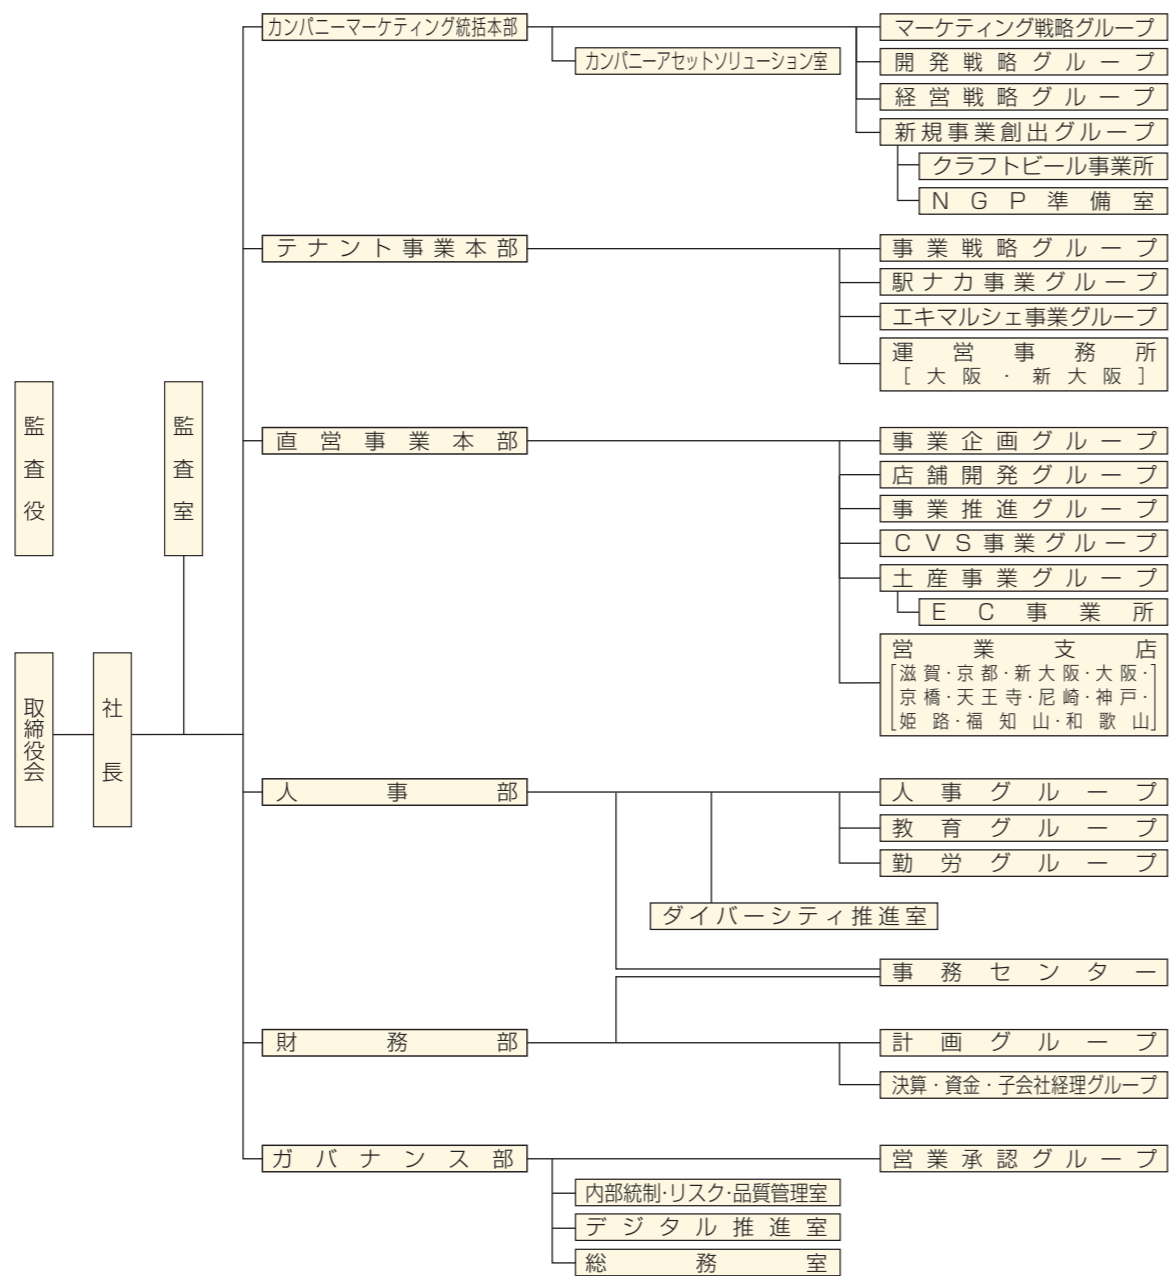 カンパニーマーケティング統括本部
カンパニーアセットソリューション室
マーケティング戦略グループ
開発戦略グループ
経営戦略グループ
新規事業創出グループ
クラフトビール事業所
NGP準備室
テナント事業本部
事業戦略グループ
駅ナカ事業グループ
エキマルシェ事業グループ
運営事務所
[大阪・新大阪]
監査役
監査室
直営事業本部
事業企画グループ
店舗開発グループ
事業推進グループ
CVS事業グループ
土産事業グループ
EC事業所
営業支店
[滋賀・京都・新大阪・大阪・
京橋・天王寺・尼崎・神戸・
姫路・福知山・和歌山]
取締役会
社長
人事部
人事グループ
教育グループ
勤労グループ
ダイバーシティ推進室
事務センター
財務部
計画グループ
決算・資金・子会社経理グループ
ガバナンス部
営業承認グループ
内部統制・リスク・品質管理室
デジタル推進室
総務室